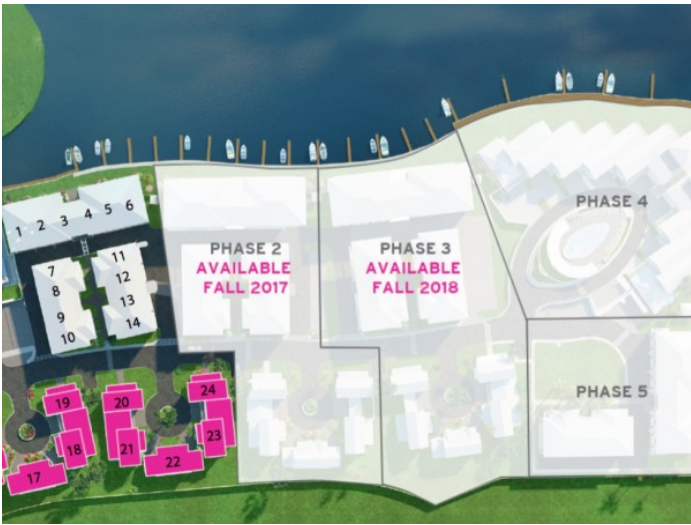 PHASE 4
PHASE 2
AVAILABLE
FALL 2017
PHASE 3
AVAILABLE
FALL 2018
1 2 3 4 5 6
7
8
9
10
11
12
13
14
PHASE 5
19
18
17
20
21
22
24
23